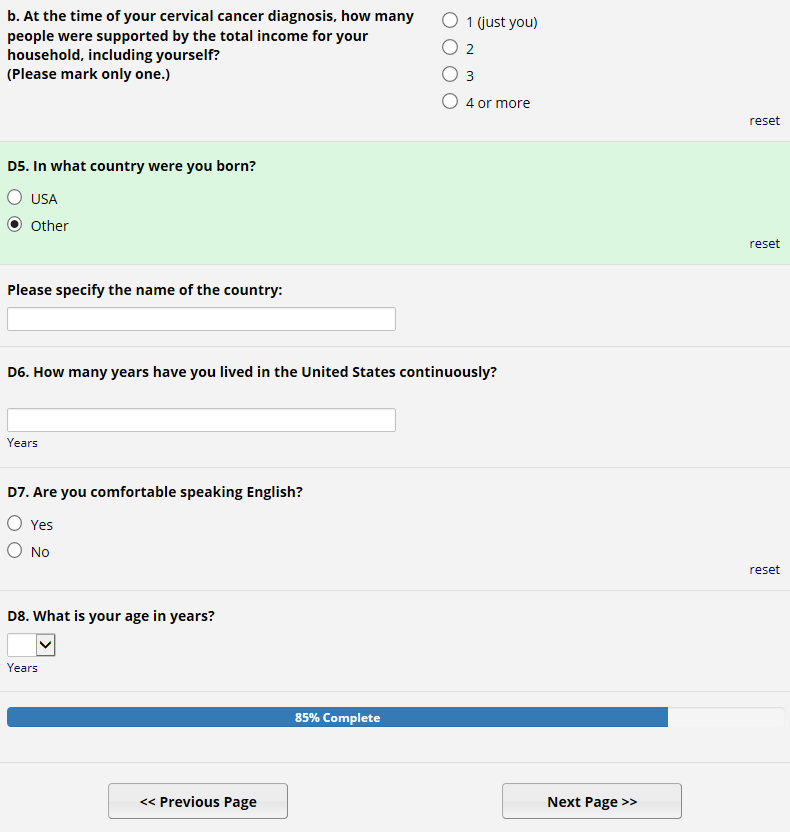 b. At the time of your cervical cancer diagnosis, how many
people were supported by the total income for your
household, including yourself?
(Please mark only one.)
1 (just you)
2
3
4 or more
reset
D5. In what country were you born?
USA
Other
reset
Please specify the name of the country:
D6. How many years have you lived in the United States continuously?
Years
D7. Are you comfortable speaking English?
Yes
No
reset
D8. What is your age in years?
Years
85% Complete
<< Previous Page
Next Page >>